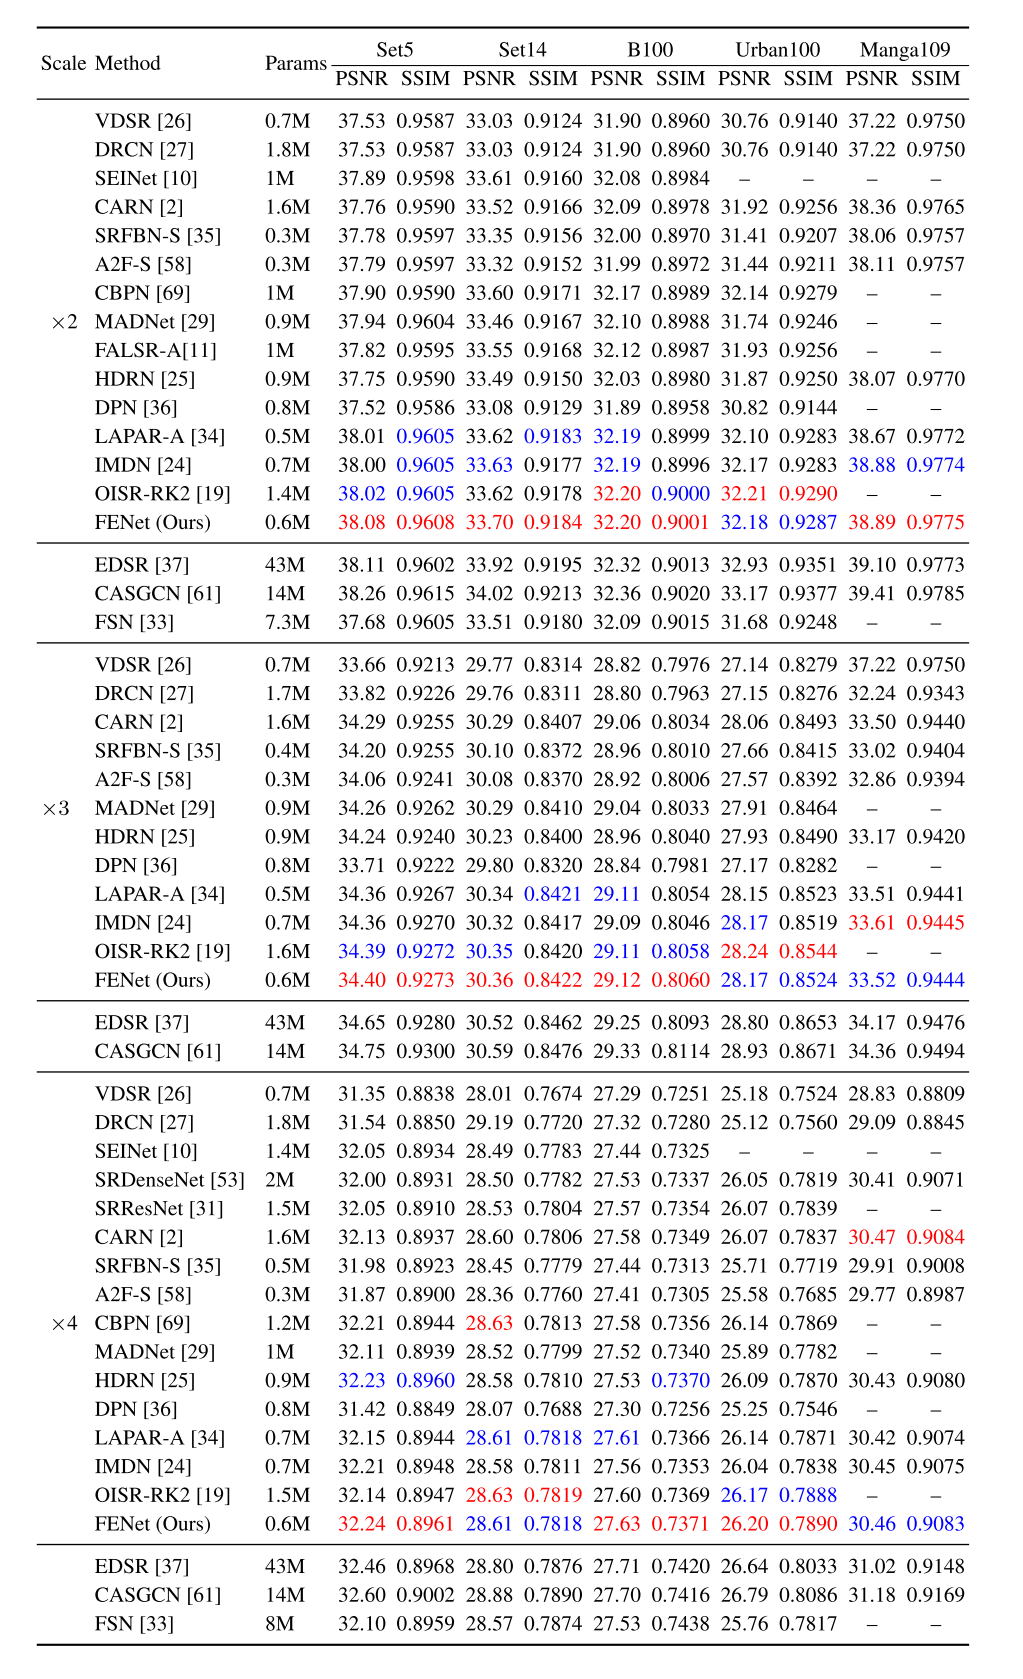 Set5 Set14 B100 Urban100 Manga109
Scale Method Params
PSNR SSIM PSNR SSIM PSNR SSIM PSNR SSIM PSNR SSIM
VDSR [26] 0.7M 37.53 0.9587 33.03 0.9124 31.90 0.8960 30.76 0.9140 37.22 0.9750
DRCN [27] 1.8M 37.53 0.9587 33.03 0.9124 31.90 0.8960 30.76 0.9140 37.22 0.9750
SEINet [10] 1M 37.89 0.9598 33.61 0.9160 32.08 0.8984 – – – –
CARN [2] 1.6M 37.76 0.9590 33.52 0.9166 32.09 0.8978 31.92 0.9256 38.36 0.9765
SRFBN-S [35] 0.3M 37.78 0.9597 33.35 0.9156 32.00 0.8970 31.41 0.9207 38.06 0.9757
A2F-S [58] 0.3M 37.79 0.9597 33.32 0.9152 31.99 0.8972 31.44 0.9211 38.11 0.9757
CBPN [69] 1M 37.90 0.9590 33.60 0.9171 32.17 0.8989 32.14 0.9279 – –
×2 MADNet [29] 0.9M 37.94 0.9604 33.46 0.9167 32.10 0.8988 31.74 0.9246 – –
FALSR-A[11] 1M 37.82 0.9595 33.55 0.9168 32.12 0.8987 31.93 0.9256 – –
HDRN [25] 0.9M 37.75 0.9590 33.49 0.9150 32.03 0.8980 31.87 0.9250 38.07 0.9770
DPN [36] 0.8M 37.52 0.9586 33.08 0.9129 31.89 0.8958 30.82 0.9144 – –
LAPAR-A [34] 0.5M 38.01 0.9605 33.62 0.9183 32.19 0.8999 32.10 0.9283 38.67 0.9772
IMDN [24] 0.7M 38.00 0.9605 33.63 0.9177 32.19 0.8996 32.17 0.9283 38.88 0.9774
OISR-RK2 [19] 1.4M 38.02 0.9605 33.62 0.9178 32.20 0.9000 32.21 0.9290 – –
FENet (Ours) 0.6M 38.08 0.9608 33.70 0.9184 32.20 0.9001 32.18 0.9287 38.89 0.9775
EDSR [37] 43M 38.11 0.9602 33.92 0.9195 32.32 0.9013 32.93 0.9351 39.10 0.9773
CASGCN [61] 14M 38.26 0.9615 34.02 0.9213 32.36 0.9020 33.17 0.9377 39.41 0.9785
FSN [33] 7.3M 37.68 0.9605 33.51 0.9180 32.09 0.9015 31.68 0.9248 – –
VDSR [26] 0.7M 33.66 0.9213 29.77 0.8314 28.82 0.7976 27.14 0.8279 37.22 0.9750
DRCN [27] 1.7M 33.82 0.9226 29.76 0.8311 28.80 0.7963 27.15 0.8276 32.24 0.9343
CARN [2] 1.6M 34.29 0.9255 30.29 0.8407 29.06 0.8034 28.06 0.8493 33.50 0.9440
SRFBN-S [35] 0.4M 34.20 0.9255 30.10 0.8372 28.96 0.8010 27.66 0.8415 33.02 0.9404
A2F-S [58] 0.3M 34.06 0.9241 30.08 0.8370 28.92 0.8006 27.57 0.8392 32.86 0.9394
×3 MADNet [29] 0.9M 34.26 0.9262 30.29 0.8410 29.04 0.8033 27.91 0.8464 – –
HDRN [25] 0.9M 34.24 0.9240 30.23 0.8400 28.96 0.8040 27.93 0.8490 33.17 0.9420
DPN [36] 0.8M 33.71 0.9222 29.80 0.8320 28.84 0.7981 27.17 0.8282 – –
LAPAR-A [34] 0.5M 34.36 0.9267 30.34 0.8421 29.11 0.8054 28.15 0.8523 33.51 0.9441
IMDN [24] 0.7M 34.36 0.9270 30.32 0.8417 29.09 0.8046 28.17 0.8519 33.61 0.9445
OISR-RK2 [19] 1.6M 34.39 0.9272 30.35 0.8420 29.11 0.8058 28.24 0.8544 – –
FENet (Ours) 0.6M 34.40 0.9273 30.36 0.8422 29.12 0.8060 28.17 0.8524 33.52 0.9444
EDSR [37] 43M 34.65 0.9280 30.52 0.8462 29.25 0.8093 28.80 0.8653 34.17 0.9476
CASGCN [61] 14M 34.75 0.9300 30.59 0.8476 29.33 0.8114 28.93 0.8671 34.36 0.9494
VDSR [26] 0.7M 31.35 0.8838 28.01 0.7674 27.29 0.7251 25.18 0.7524 28.83 0.8809
DRCN [27] 1.8M 31.54 0.8850 29.19 0.7720 27.32 0.7280 25.12 0.7560 29.09 0.8845
SEINet [10] 1.4M 32.05 0.8934 28.49 0.7783 27.44 0.7325 – – – –
SRDenseNet [53] 2M 32.00 0.8931 28.50 0.7782 27.53 0.7337 26.05 0.7819 30.41 0.9071
SRResNet [31] 1.5M 32.05 0.8910 28.53 0.7804 27.57 0.7354 26.07 0.7839 – –
CARN [2] 1.6M 32.13 0.8937 28.60 0.7806 27.58 0.7349 26.07 0.7837 30.47 0.9084
SRFBN-S [35] 0.5M 31.98 0.8923 28.45 0.7779 27.44 0.7313 25.71 0.7719 29.91 0.9008
A2F-S [58] 0.3M 31.87 0.8900 28.36 0.7760 27.41 0.7305 25.58 0.7685 29.77 0.8987
×4 CBPN [69] 1.2M 32.21 0.8944 28.63 0.7813 27.58 0.7356 26.14 0.7869 – –
MADNet [29] 1M 32.11 0.8939 28.52 0.7799 27.52 0.7340 25.89 0.7782 – –
HDRN [25] 0.9M 32.23 0.8960 28.58 0.7810 27.53 0.7370 26.09 0.7870 30.43 0.9080
DPN [36] 0.8M 31.42 0.8849 28.07 0.7688 27.30 0.7256 25.25 0.7546 – –
LAPAR-A [34] 0.7M 32.15 0.8944 28.61 0.7818 27.61 0.7366 26.14 0.7871 30.42 0.9074
IMDN [24] 0.7M 32.21 0.8948 28.58 0.7811 27.56 0.7353 26.04 0.7838 30.45 0.9075
OISR-RK2 [19] 1.5M 32.14 0.8947 28.63 0.7819 27.60 0.7369 26.17 0.7888 – –
FENet (Ours) 0.6M 32.24 0.8961 28.61 0.7818 27.63 0.7371 26.20 0.7890 30.46 0.9083
EDSR [37] 43M 32.46 0.8968 28.80 0.7876 27.71 0.7420 26.64 0.8033 31.02 0.9148
CASGCN [61] 14M 32.60 0.9002 28.88 0.7890 27.70 0.7416 26.79 0.8086 31.18 0.9169
FSN [33] 8M 32.10 0.8959 28.57 0.7874 27.53 0.7438 25.76 0.7817 – –